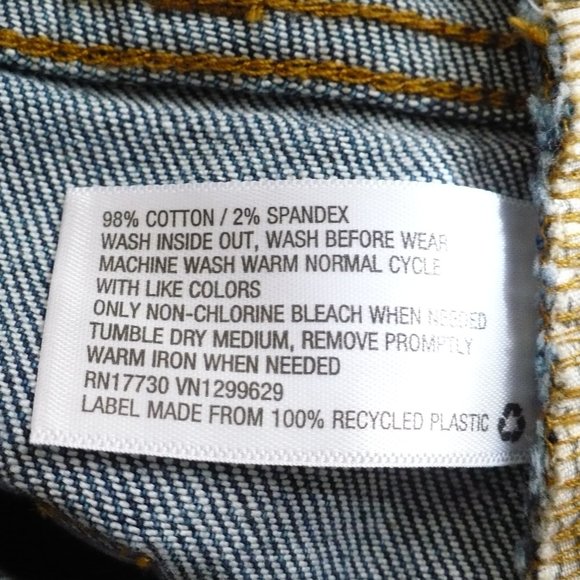 98% COTTON / 2% SPANDEX
WASH INSIDE OUT, WASH BEFORE WEAR
MACHINE WASH WARM NORMAL CYCLE
WITH LIKE COLORS
ONLY NON-CHLORINE BLEACH WHEN NEEDED
TUMBLE DRY MEDIUM, REMOVE PROMPTLY
WARM IRON WHEN NEEDED
RN17730 VN1299629
LABEL MADE FROM 100% RECYCLED PLASTIC